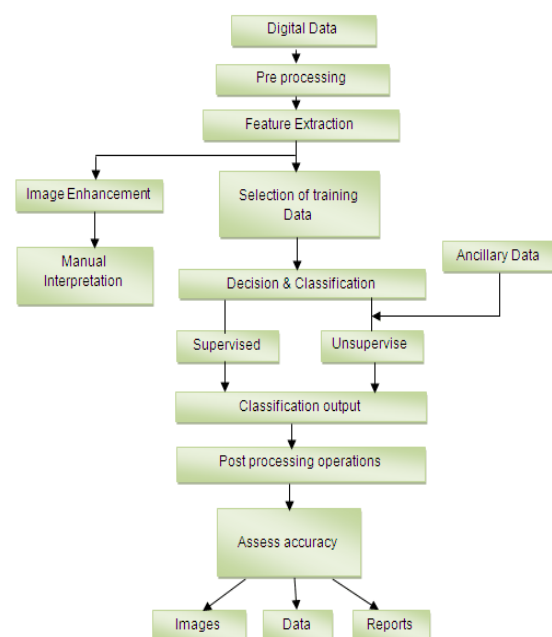 Digital Data
Pre processing
Feature Extraction
Image Enhancement
Selection of training
Data
Manual
Interpretation
Ancillary Data
Decision & Classification
Supervised
Unsupervise
Classification output
Post processing operations
Assess accuracy
Images
Data
Reports